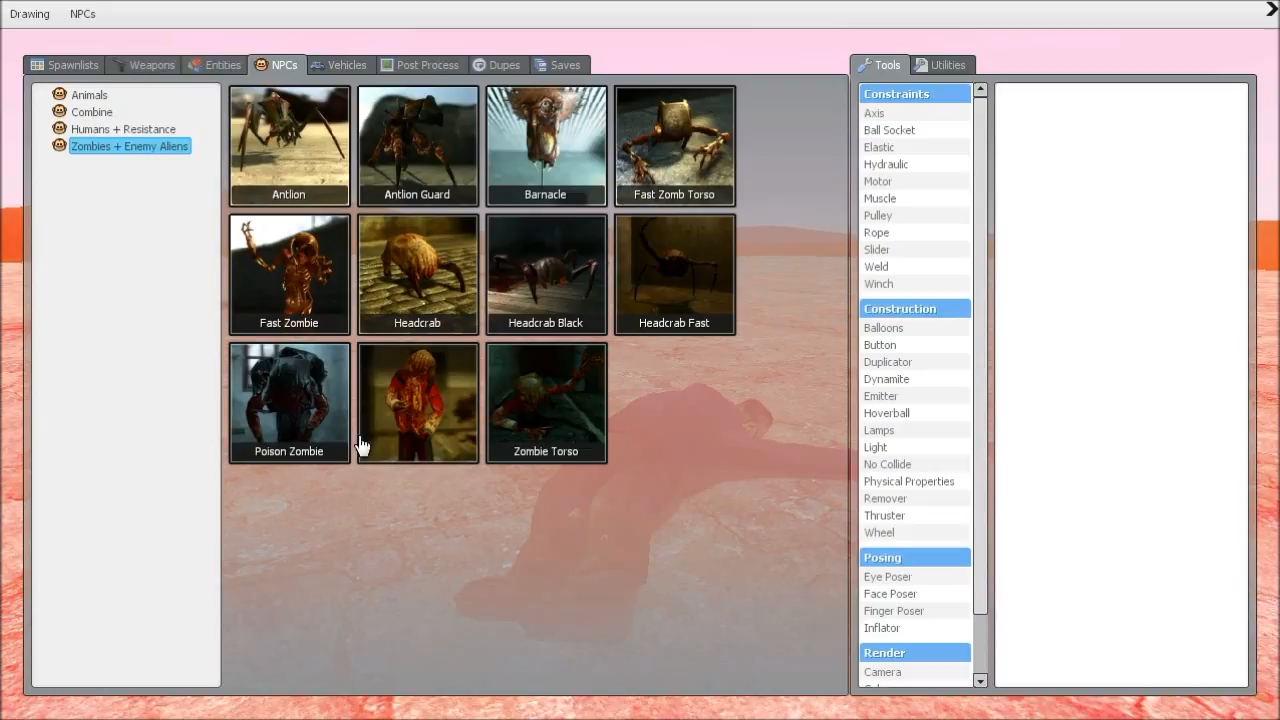 Drawing NPCs
Spawnlists Weapons Entities NPCs Vehicles Post Process Dupes Saves
Tools Utilities
Animals
Combine
Humans + Resistance
Zombies + Enemy Aliens
Antlion Antlion Guard Barnacle Fast Zomb Torso
Fast Zombie Headcrab Headcrab Black Headcrab Fast
Poison Zombie Zombie Torso
Constraints
Axis
Ball Socket
Elastic
Hydraulic
Motor
Muscle
Pulley
Rope
Slider
Weld
Winch
Construction
Balloons
Button
Duplicator
Dynamite
Emitter
Hoverball
Lamps
Light
No Collide
Physical Properties
Remover
Thruster
Wheel
Posing
Eye Poser
Face Poser
Finger Poser
Inflator
Render
Camera